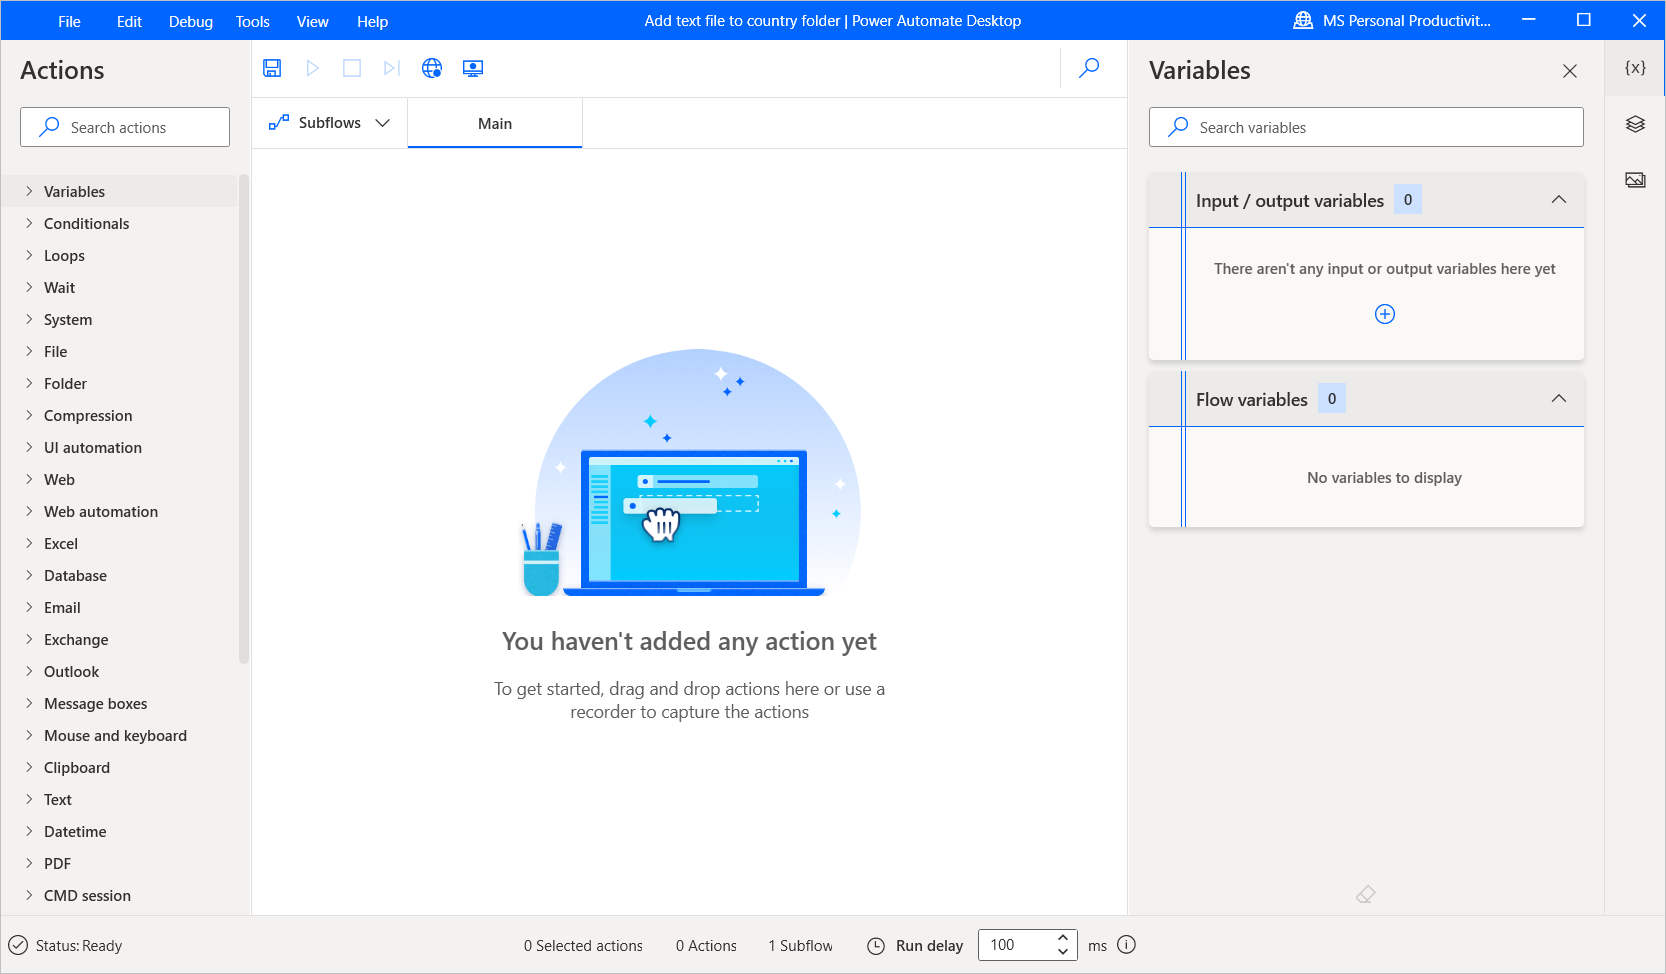 File Edit Debug Tools View Help Add text file to country folder | Power Automate Desktop MS Personal Productivit...
Actions
Search actions
Variables
Conditionals
Loops
Wait
System
File
Folder
Compression
UI automation
Web
Web automation
Excel
Database
Email
Exchange
Outlook
Message boxes
Mouse and keyboard
Clipboard
Text
Datetime
PDF
CMD session
Subflows Main
You haven't added any action yet
To get started, drag and drop actions here or use a
recorder to capture the actions
Variables
{x}
Search variables
Input / output variables 0
There aren't any input or output variables here yet
Flow variables 0
No variables to display
Status: Ready 0 Selected actions 0 Actions 1 Subflow Run delay 100 ms